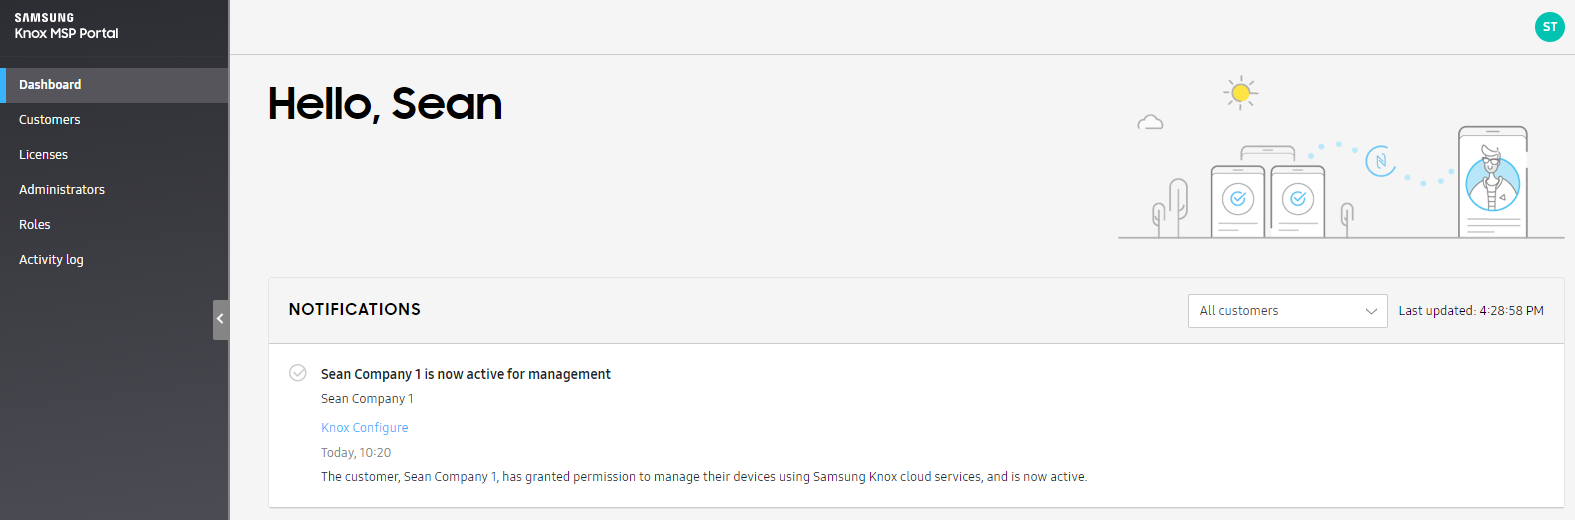 SAMSUNG
Knox MSP Portal
ST
Dashboard
Customers
Licenses
Administrators
Roles
Activity log
Hello, Sean
N
NOTIFICATIONS
All customers
Last updated: 4:28:58 PM
Sean Company 1 is now active for management
Sean Company 1
Knox Configure
Today, 10:20
The customer, Sean Company 1, has granted permission to manage their devices using Samsung Knox cloud services, and is now active.